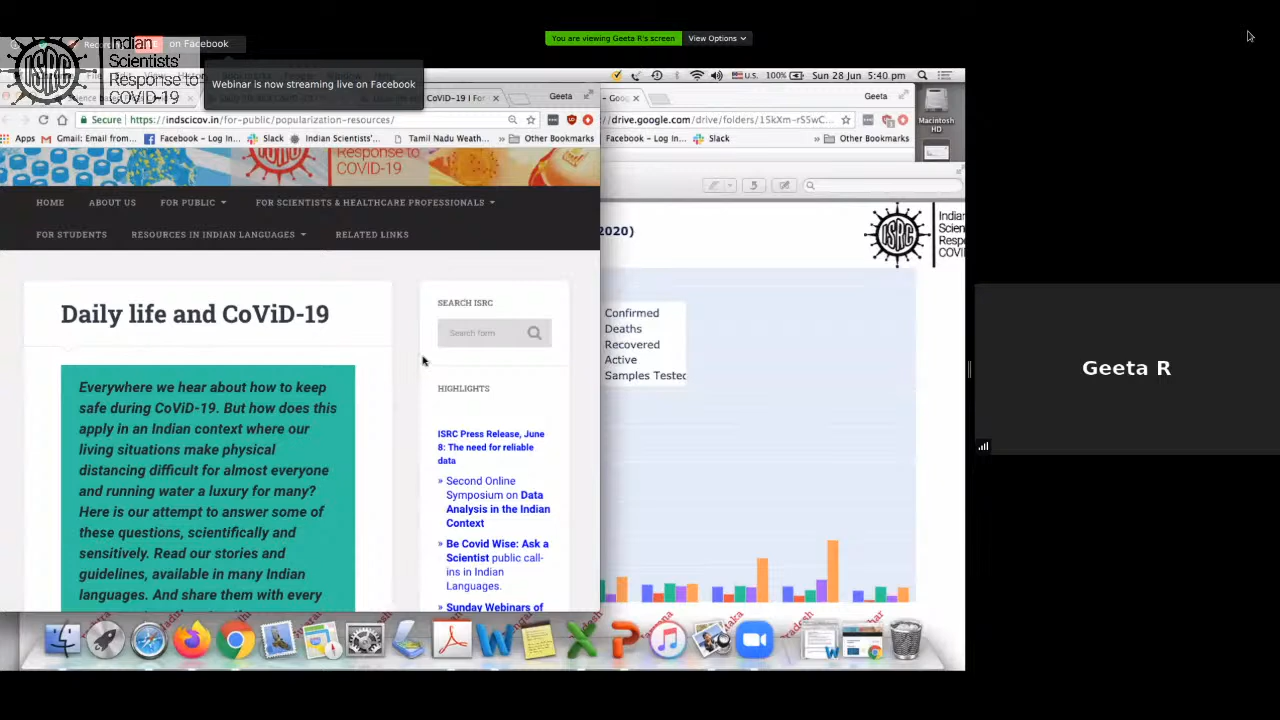 Indian
Scientists'
Response to
COVID-19
ISRC
on Facebook
You are viewing Geeta R's screen
View Options
Webinar is now streaming live on Facebook
U.S.
100%
Sun 28 Jun 5:40 pm
CoVID-19 I For
Geeta
- Goo
Geeta
Macintosh
HD
Secure
https://indscicov.in/for-public/popularization-resources/
drive.google.com/drive/folders/
Apps
Gmail: Email from...
Facebook – Log In...
Slack
Indian Scientists'...
Tamil Nadu Weath...
»
Other Bookmarks
Facebook – Log In...
Slack
»
Other Bookmarks
Response to
COVID-19
HOME
ABOUT US
FOR PUBLIC
FOR SCIENTISTS & HEALTHCARE PROFESSIONALS
FOR STUDENTS
RESOURCES IN INDIAN LANGUAGES
RELATED LINKS
2020)
ISRC
Daily life and CoViD-19
Everywhere we hear about how to keep
safe during CoViD-19. But how does this
apply in an Indian context where our
living situations make physical
distancing difficult for almost everyone
and running water a luxury for many?
Here is our attempt to answer some of
these questions, scientifically and
sensitively. Read our stories and
guidelines, available in many Indian
languages. And share them with every
SEARCH ISRC
Search form
HIGHLIGHTS
ISRC Press Release, June
8: The need for reliable
data
» Second Online
Symposium on Data
Analysis in the Indian
Context
» Be Covid Wise: Ask a
Scientist public call-
ins in Indian
Languages.
» Sunday Webinars of
Confirmed
Deaths
Recovered
Active
Samples Tested
Geeta R